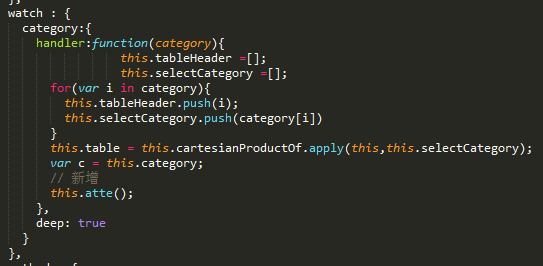 },
watch : {
category:{
handler:function(category){
this.tableHeader =[];
this.selectCategory =[];
for(var i in category){
this.tableHeader.push(i);
this.selectCategory.push(category[i])
}
this.table = this.cartesianProductOf.apply(this,this.selectCategory);
var c = this.category;
// 新增
this.atte();
},
deep: true
}
},